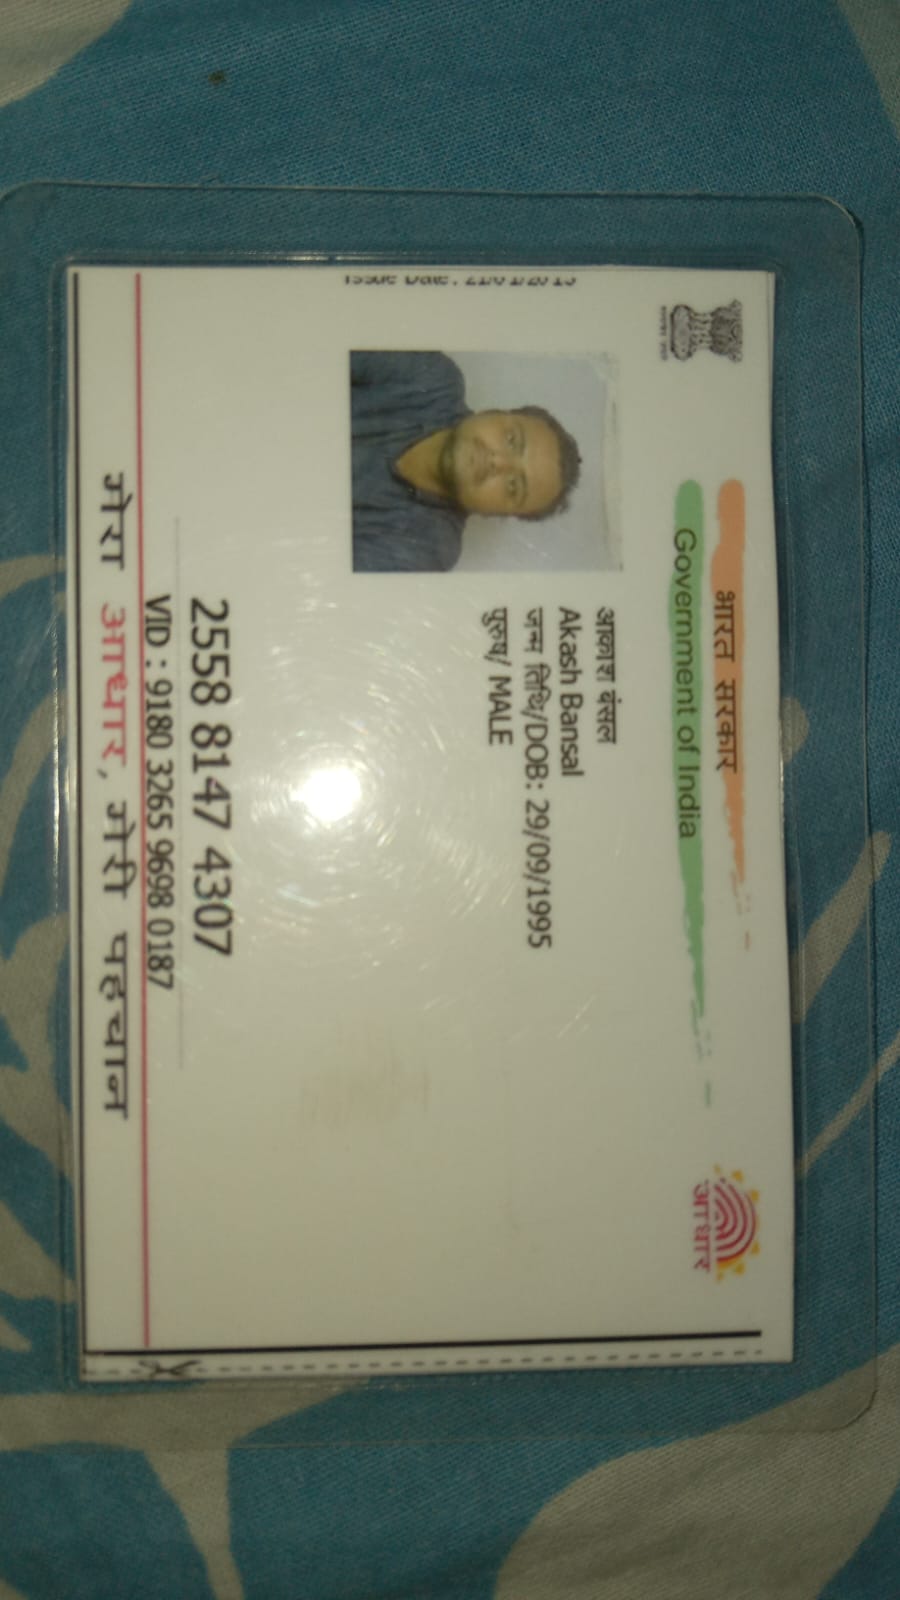 भारत सरकार
Government of India
Issue Date: 21/01/2013
आकाश बंसल
Akash Bansal
जन्म तिथि/DOB: 29/09/1995
पुरुष/ MALE
2558 8147 4307
VID : 9180 3265 9698 0187
मेरा आधार, मेरी पहचान
आधार